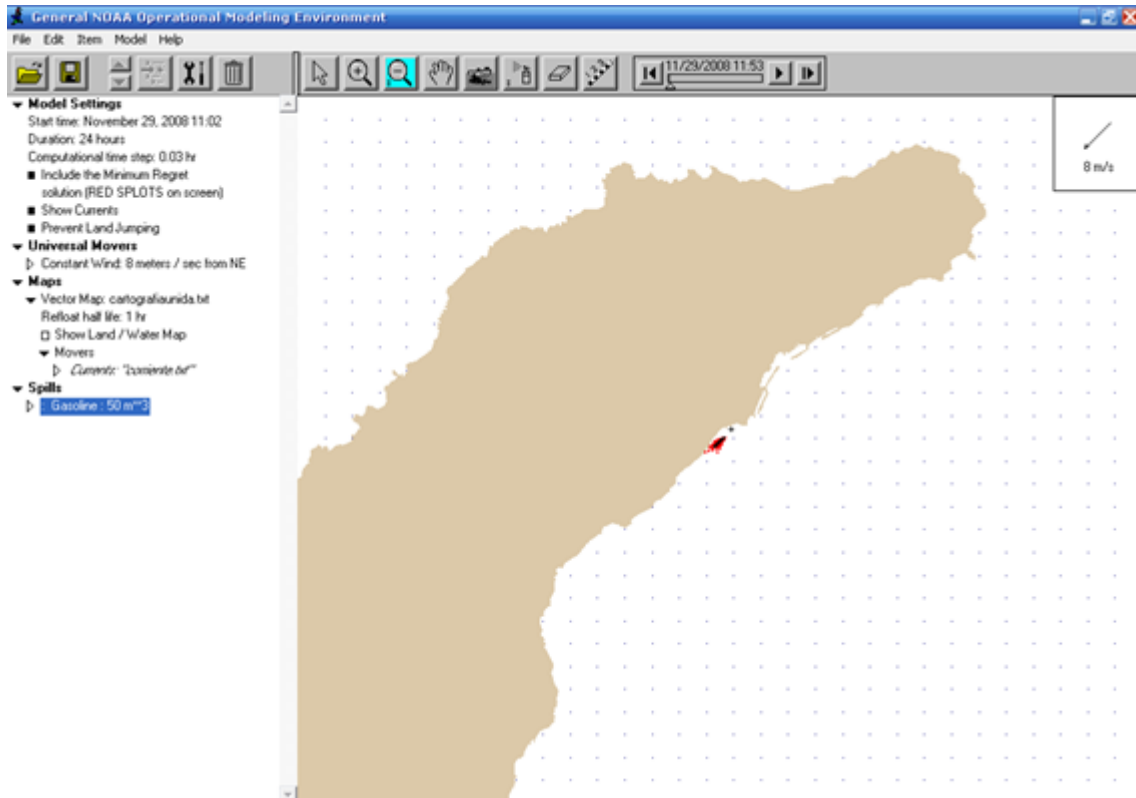 General NOAA Operational Modeling Environment
File Edit Item Model Help
11/29/2008 11:53
Model Settings
Start time: November 29, 2008 11:02
Duration: 24 hours
Computational time step: 0.03 hr
Include the Minimum Regret
solution (RED SPLOTS on screen)
Show Currents
Prevent Land Jumping
Universal Movers
Constant Wind: 8 meters / sec from NE
Maps
Vector Map: cartografiaunida.txt
Refloat half life: 1 hr
Show Land / Water Map
Movers
Currents: "corriente.txt"
Spills
: Gasoline : 50 m**3
8 m/s